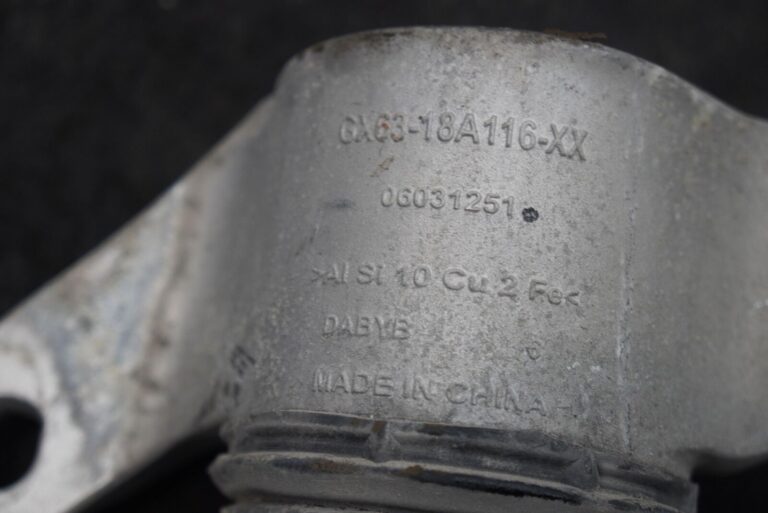 GX63-18A116-XX
06031251
>Al Si 10 Cu 2 Fe<
DABYB
MADE IN CHINA